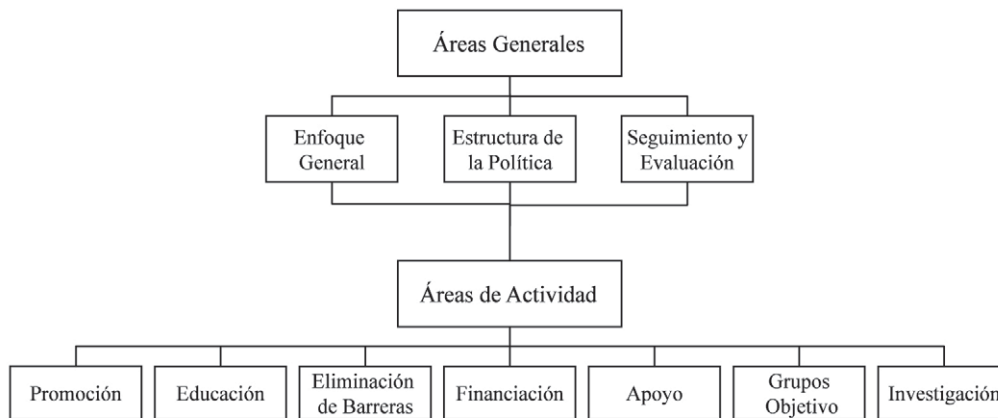 Áreas Generales
Enfoque
General
Estructura de
la Política
Seguimiento y
Evaluación
Áreas de Actividad
Promoción
Educación
Eliminación
de Barreras
Financiación
Apoyo
Grupos
Objetivo
Investigación